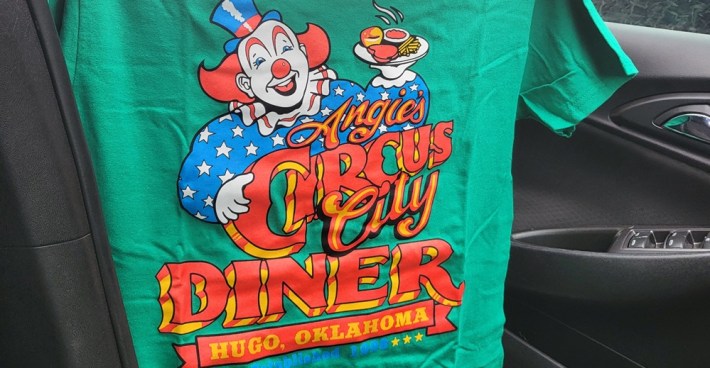 Angie's
CIRCUS
City
DINER
HUGO, OKLAHOMA